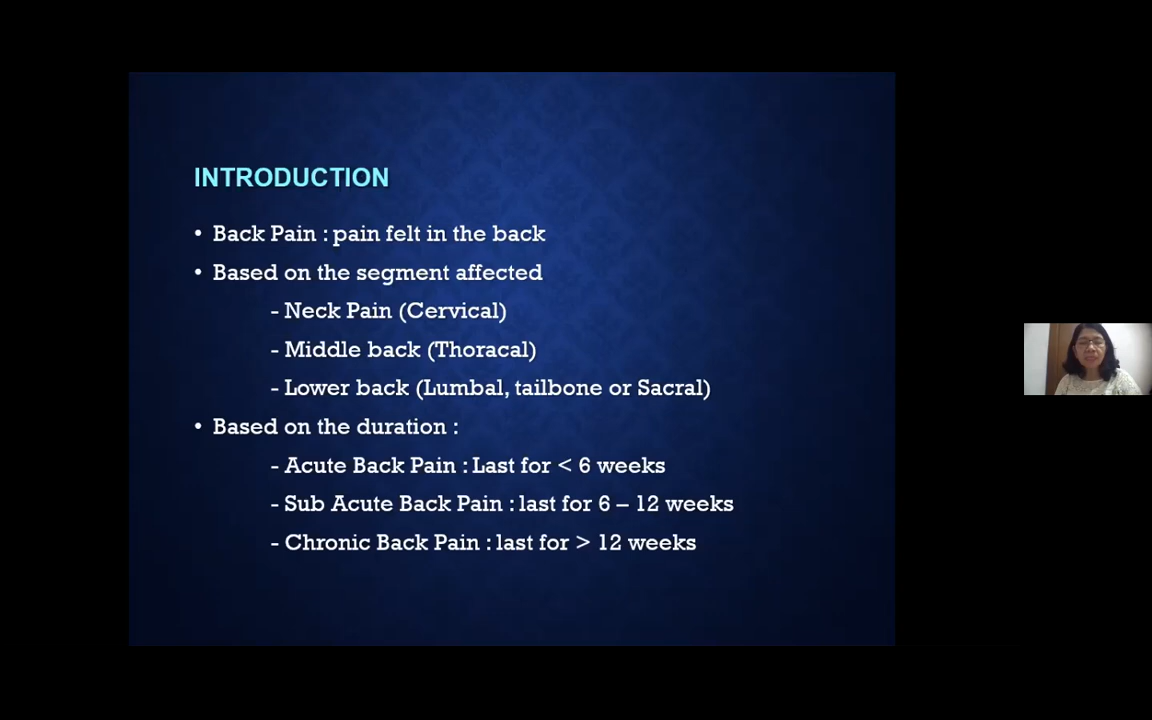 INTRODUCTION
• Back Pain : pain felt in the back
• Based on the segment affected
- Neck Pain (Cervical)
- Middle back (Thoracal)
- Lower back (Lumbal, tailbone or Sacral)
• Based on the duration :
- Acute Back Pain : Last for < 6 weeks
- Sub Acute Back Pain : last for 6 – 12 weeks
- Chronic Back Pain : last for > 12 weeks